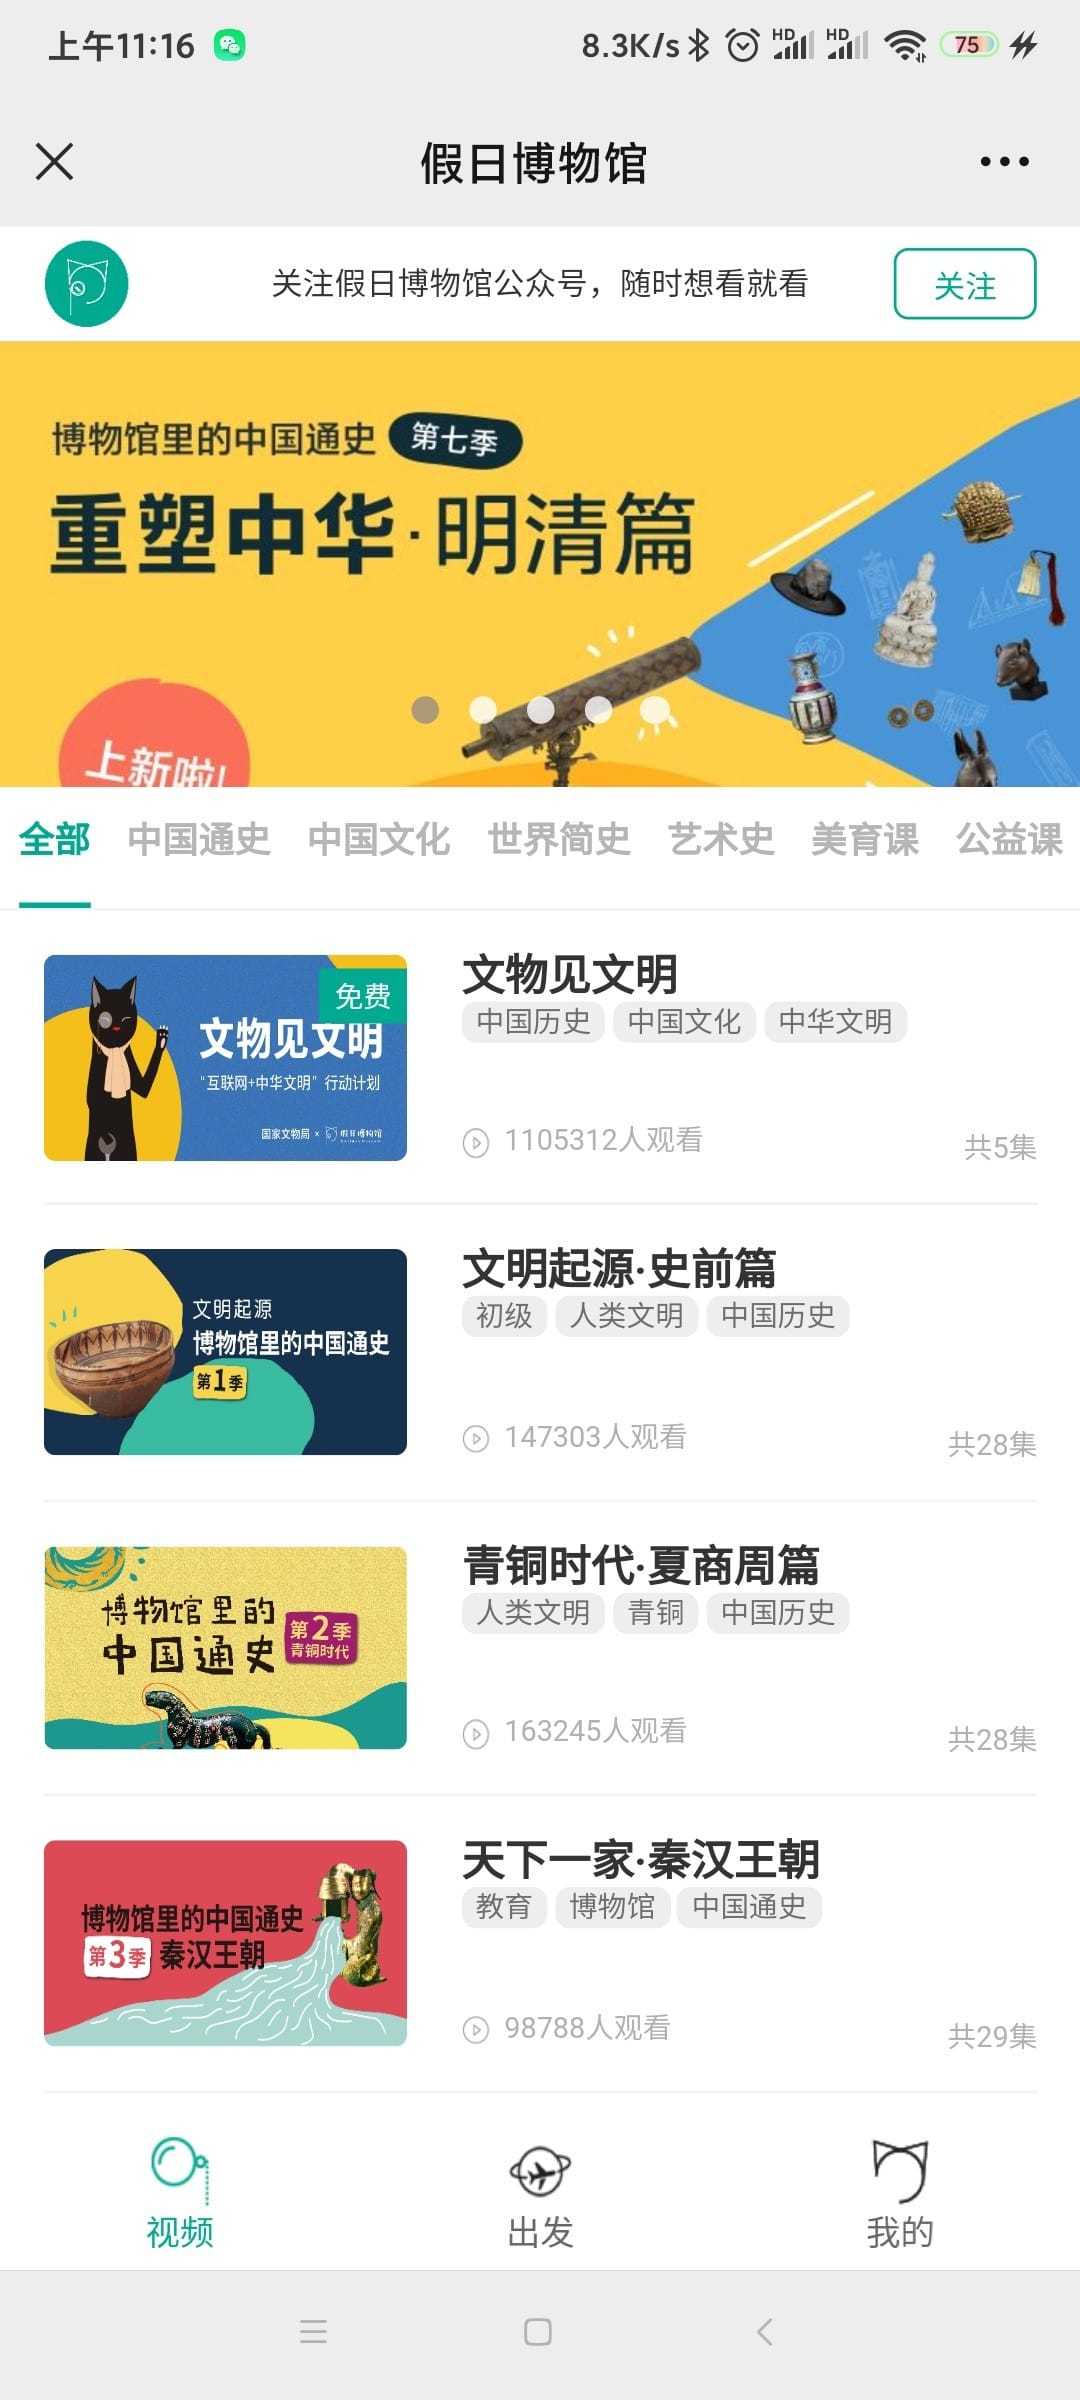 上午11:16
8.3K/s HD HD 75
假日博物馆
关注假日博物馆公众号，随时想看就看
关注
博物馆里的中国通史 第七季
重塑中华·明清篇
上新啦!
全部 中国通史 中国文化 世界简史 艺术史 美育课 公益课
免费
文物见文明
“互联网+中华文明”行动计划
国家文物局 × 假日博物馆
文物见文明
中国历史 中国文化 中华文明
1105312人观看
共5集
文明起源
博物馆里的中国通史
第1季
文明起源·史前篇
初级 人类文明 中国历史
147303人观看
共28集
博物馆里的
中国通史
第2季
青铜时代
青铜时代·夏商周篇
人类文明 青铜 中国历史
163245人观看
共28集
博物馆里的中国通史
第3季 秦汉王朝
天下一家·秦汉王朝
教育 博物馆 中国通史
98788人观看
共29集
视频 出发 我的